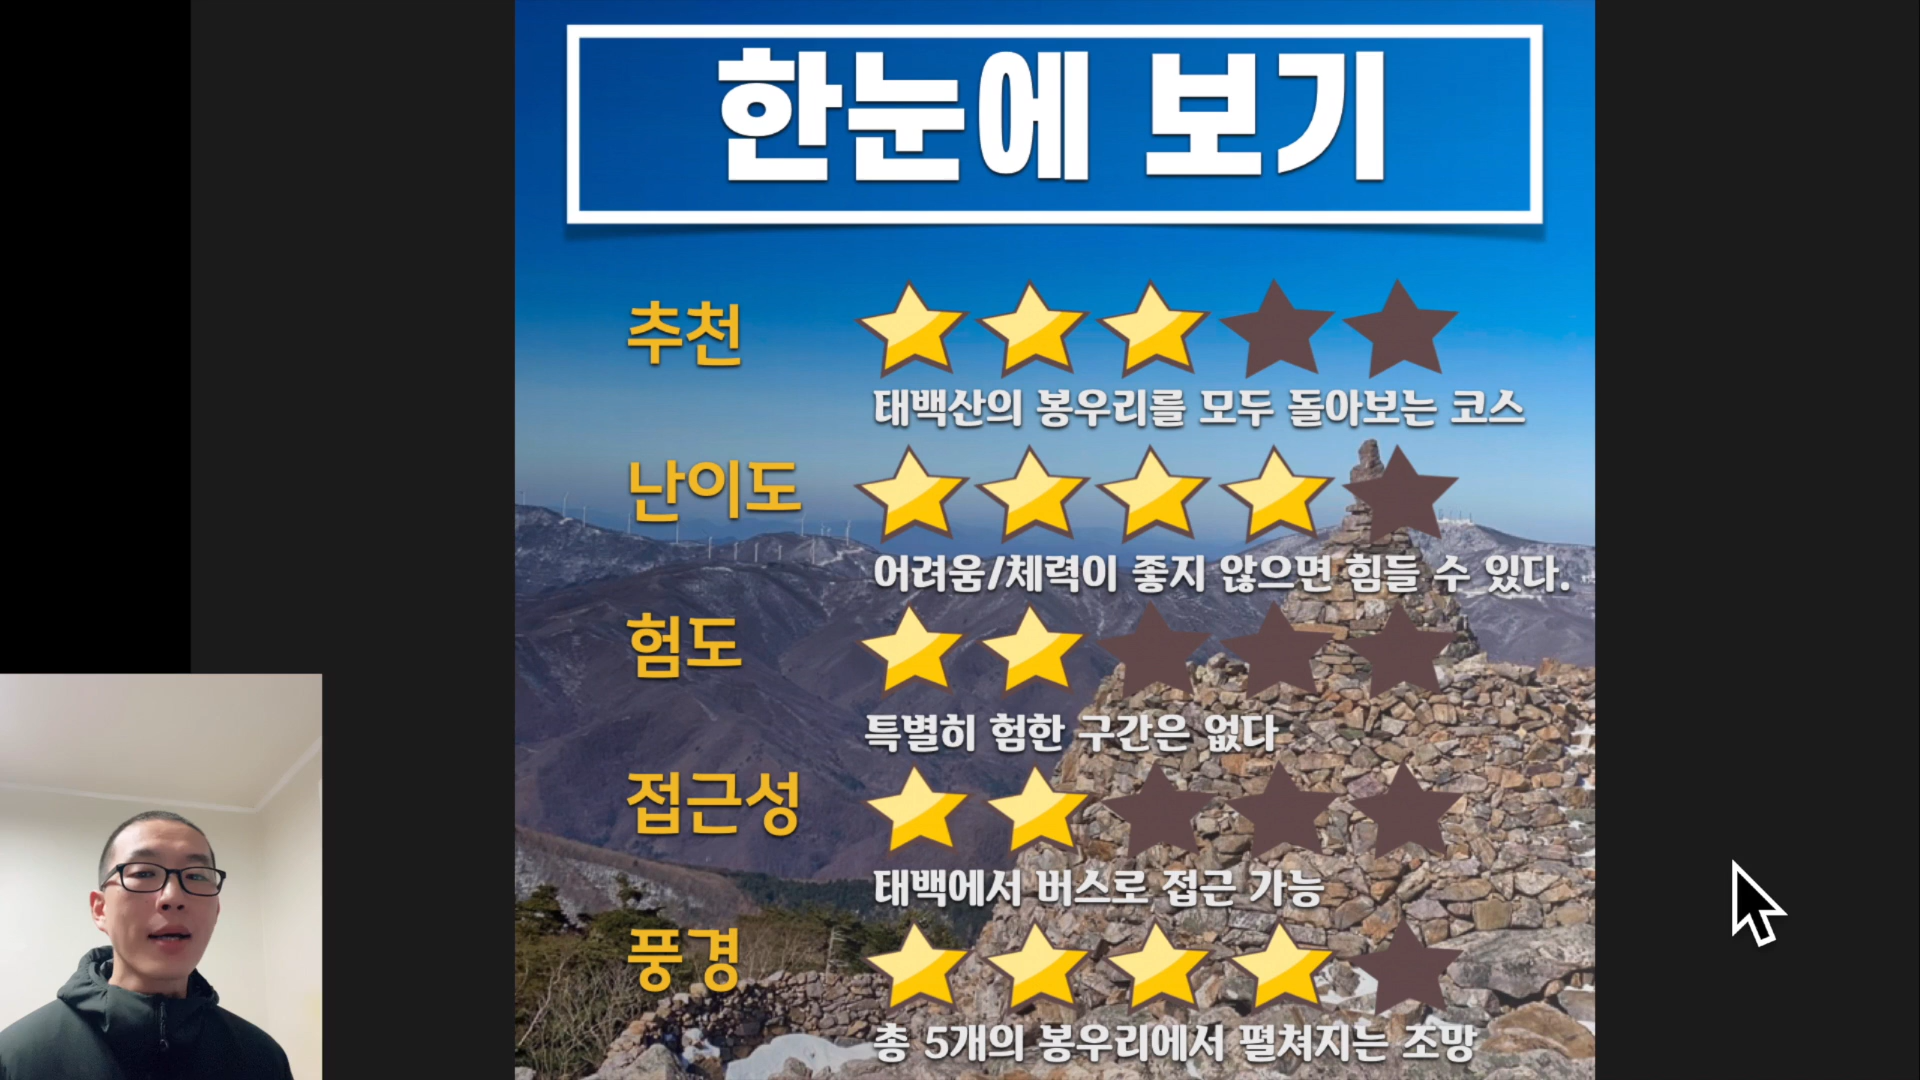 한눈에 보기
추천
태백산의 봉우리를 모두 돌아보는 코스
난이도
어려움/체력이 좋지 않으면 힘들 수 있다.
험도
특별히 험한 구간은 없다
접근성
태백에서 버스로 접근 가능
풍경
총 5개의 봉우리에서 펼쳐지는 조망